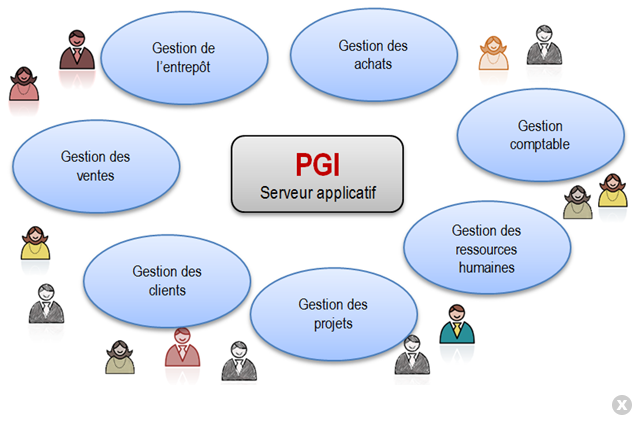 Gestion de
l'entrepôt
Gestion des
achats
Gestion des
ventes
PGI
Serveur applicatif
Gestion
comptable
Gestion des
ressources
humaines
Gestion des
clients
Gestion des
projets
X